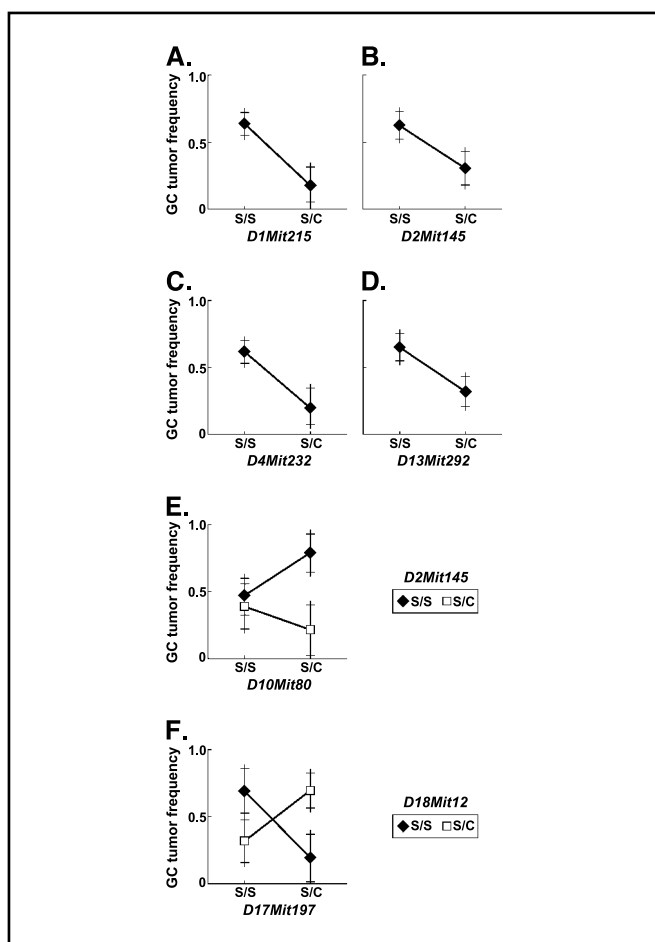 A.
B.
GC tumor frequency
1.0
0.5
0
S/S S/C
D1Mit215
S/S S/C
D2Mit145
C.
D.
GC tumor frequency
1.0
0.5
0
S/S S/C
D4Mit232
S/S S/C
D13Mit292
E.
GC tumor frequency
1.0
0.5
0
S/S S/C
D10Mit80
D2Mit145
S/S S/C
F.
GC tumor frequency
1.0
0.5
0
S/S S/C
D17Mit197
D18Mit12
S/S S/C